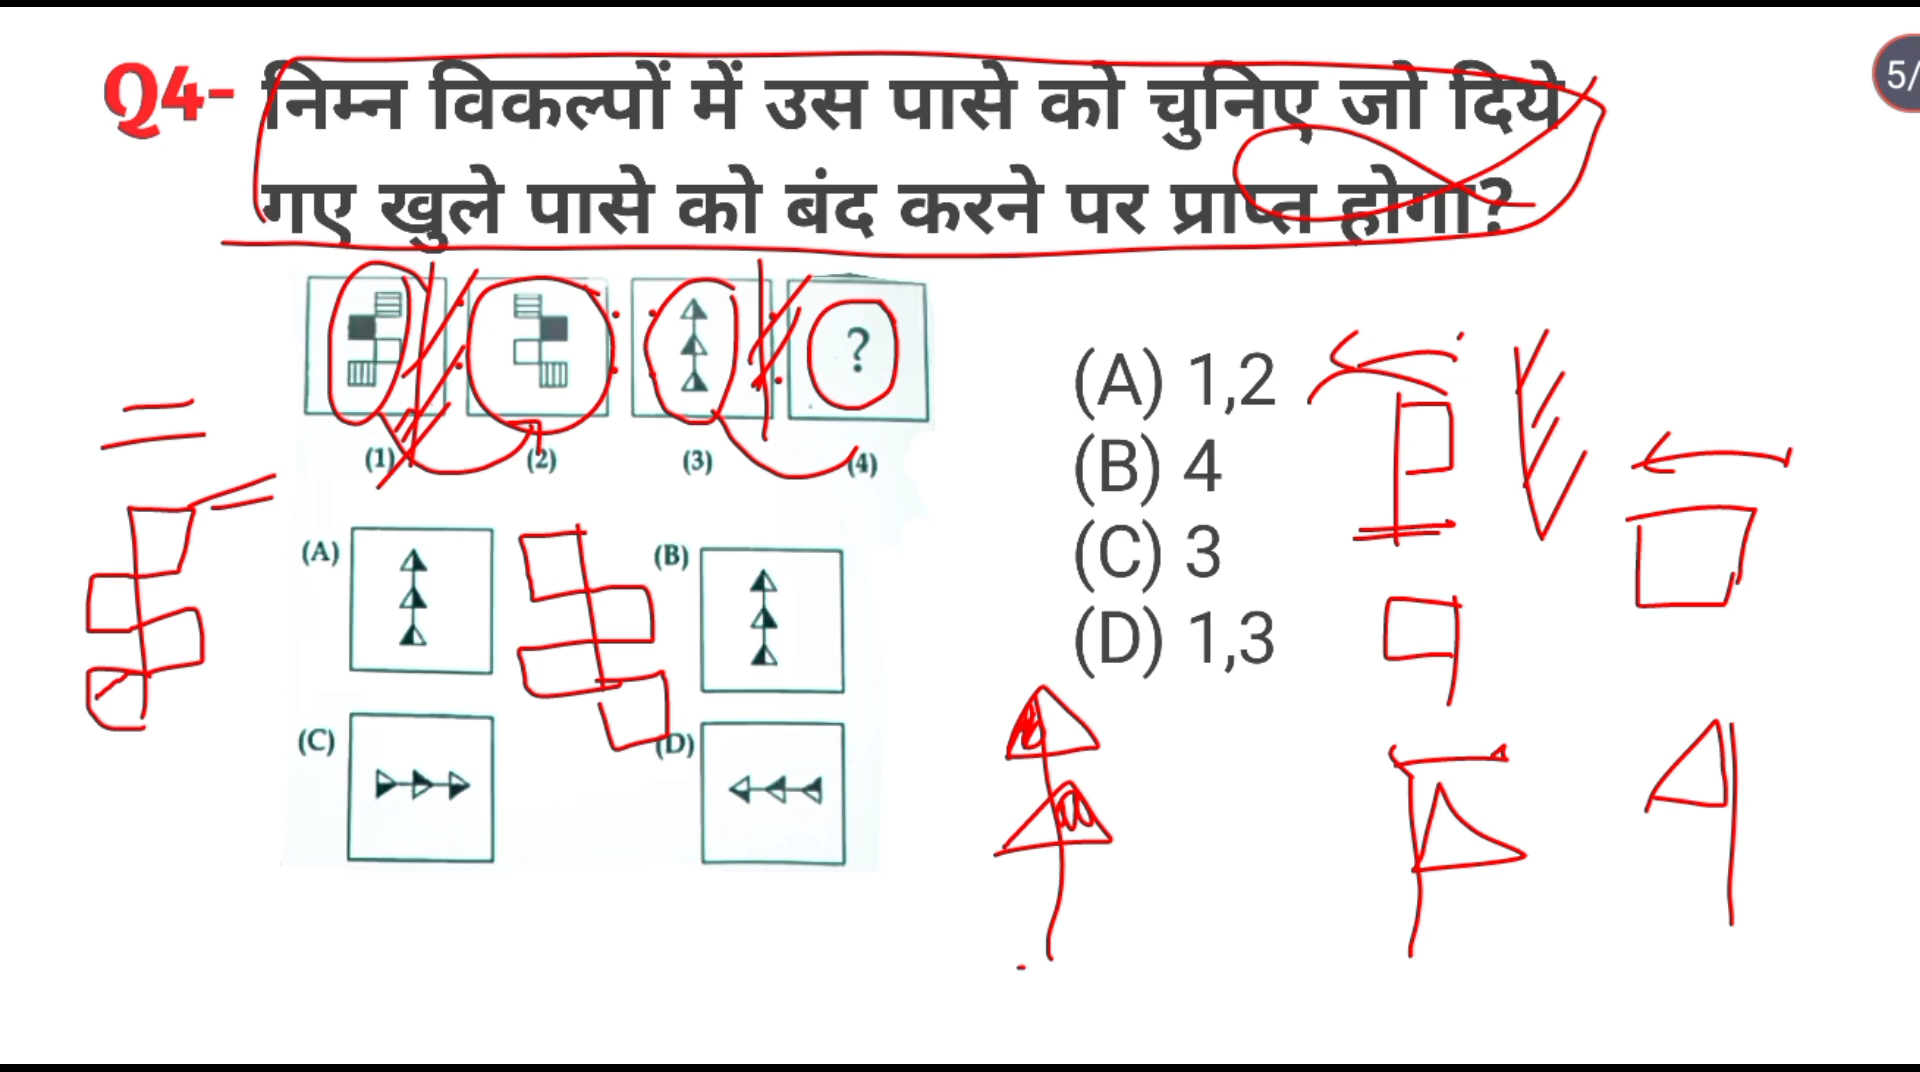 Q4- निम्न विकल्पों में उस पासे को चुनिए जो दिये
गए खुले पासे को बंद करने पर प्राप्त होगा?
5/
?
(1) (2) (3) (4)
(A) 1,2
(B) 4
(C) 3
(D) 1,3
(A) (B)
(C) (D)